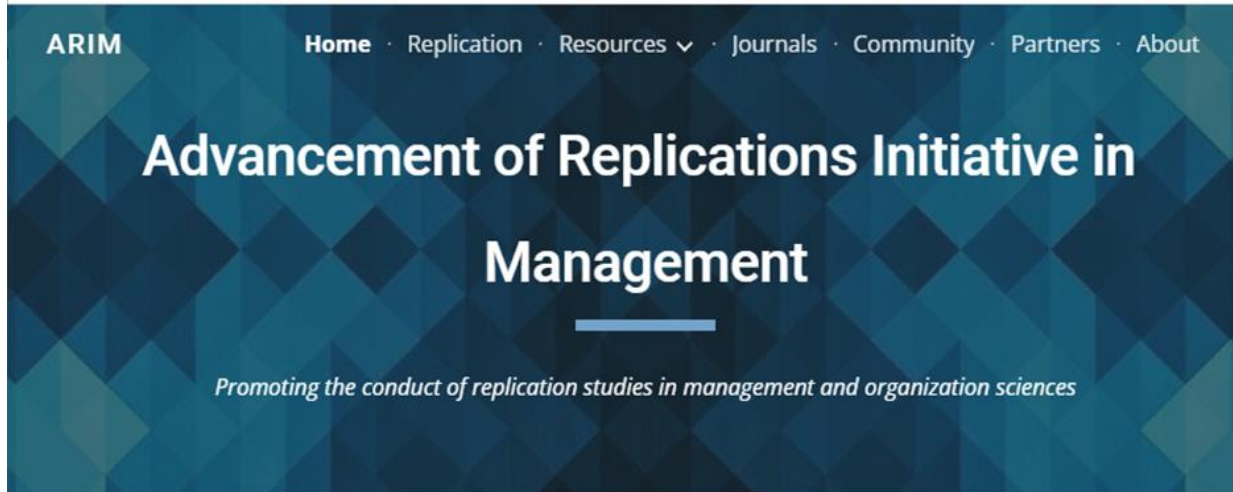 ARIM Home · Replication · Resources · Journals · Community · Partners · About
Advancement of Replications Initiative in
Management
Promoting the conduct of replication studies in management and organization sciences